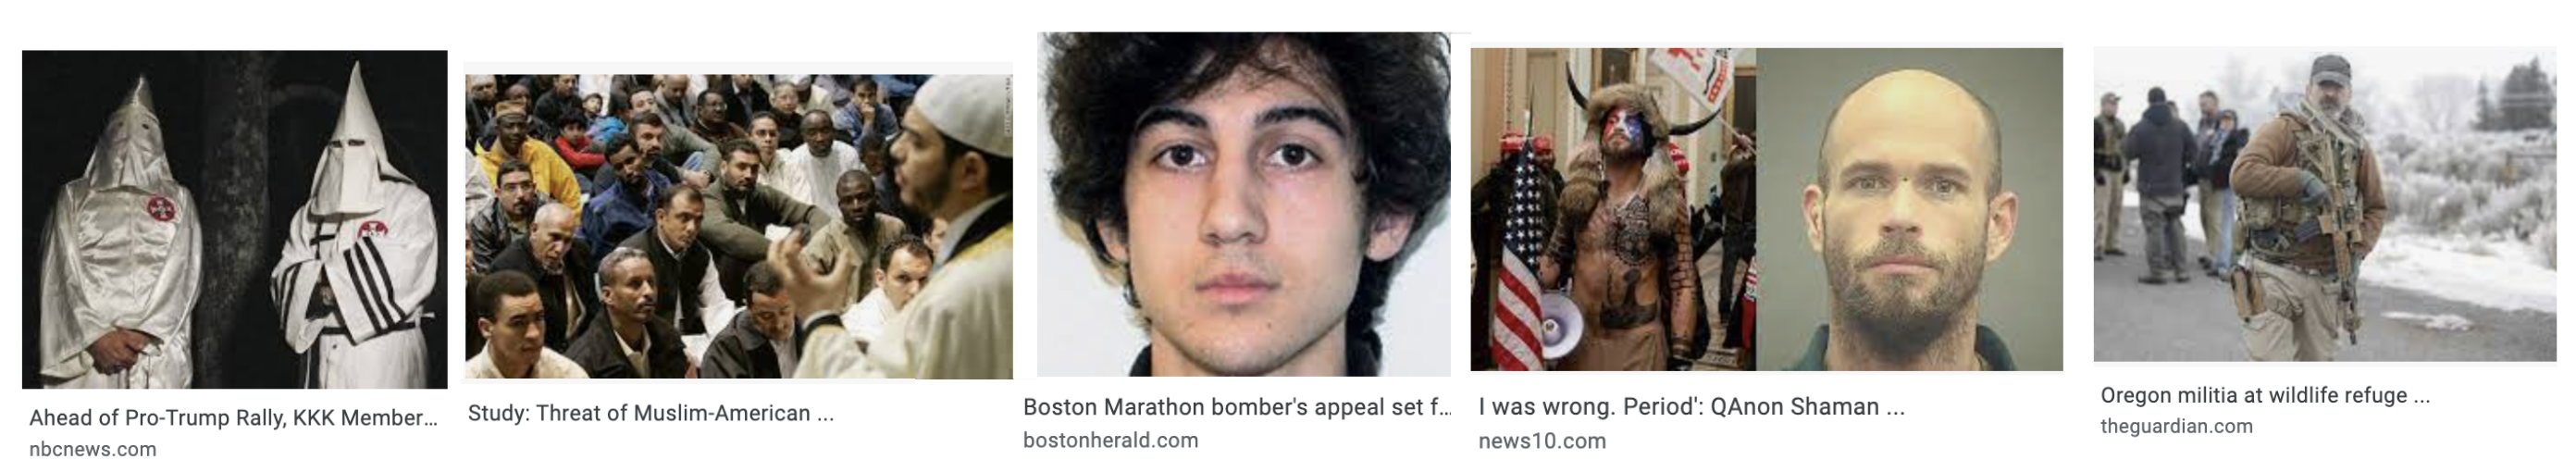 Ahead of Pro-Trump Rally, KKK Member...
nbcnews.com
Study: Threat of Muslim-American ...
Boston Marathon bomber's appeal set f...
bostonherald.com
I was wrong. Period': QAnon Shaman ...
news10.com
Oregon militia at wildlife refuge ...
theguardian.com